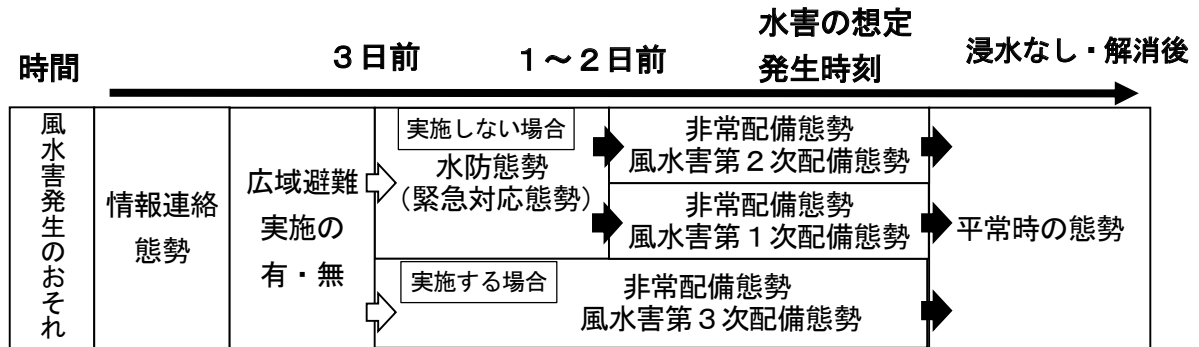 時間
3日前
1~2日前
水害の想定
発生時刻
浸水なし・解消後
風水害発生のおそれ
情報連絡
態勢
広域避難
実施の
有・無
実施しない場合
水防態勢
(緊急対応態勢)
非常配備態勢
風水害第2次配備態勢
非常配備態勢
風水害第1次配備態勢
実施する場合
非常配備態勢
風水害第3次配備態勢
平常時の態勢